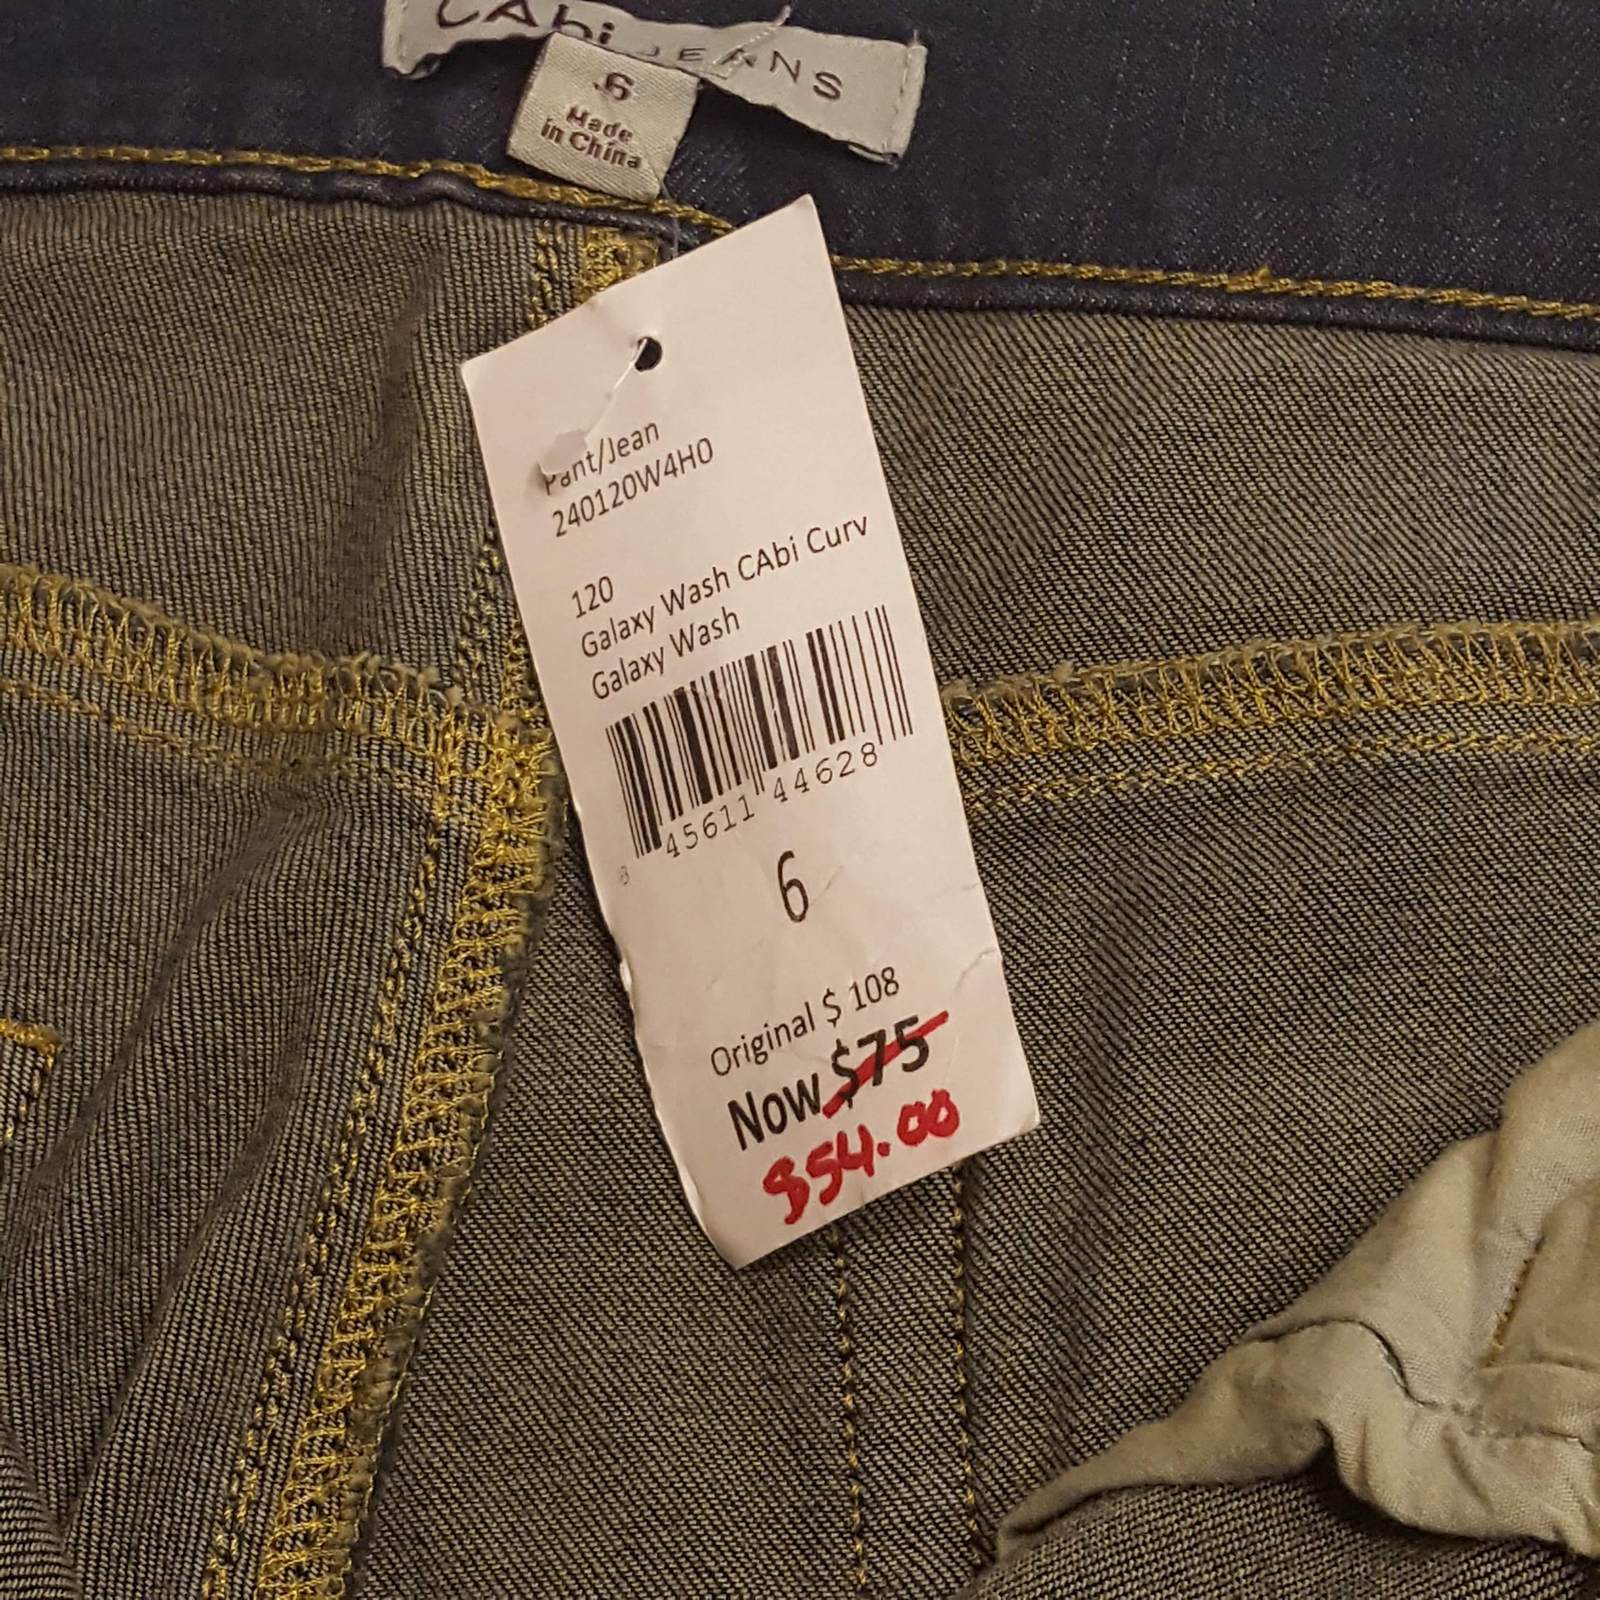 CAbi JEANS
6
Made
in China
Pant/Jean
240120W4H0
120
Galaxy Wash CAbi Curv
Galaxy Wash
45611 44628
6
Original $ 108
Now $75
$54.00